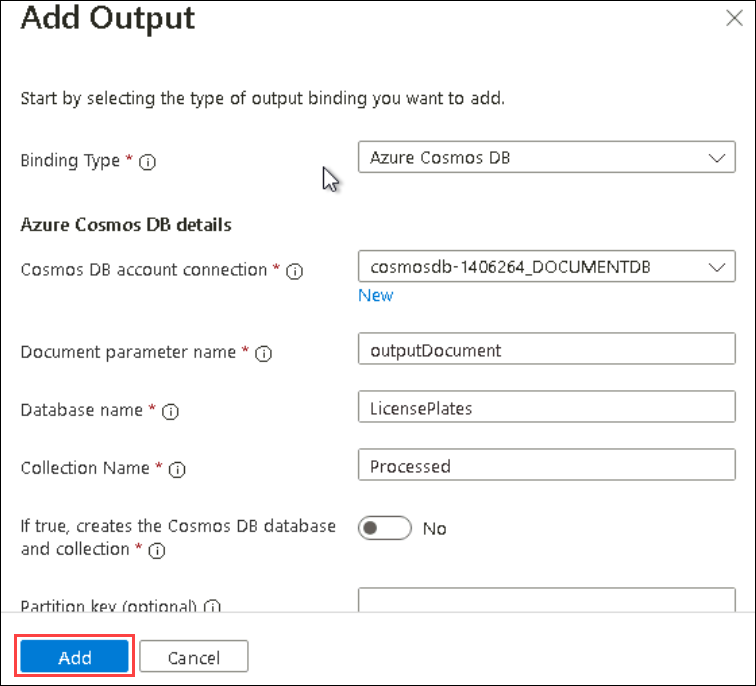 Add Output
Start by selecting the type of output binding you want to add.
Binding Type *
Azure Cosmos DB
Azure Cosmos DB details
Cosmos DB account connection *
cosmosdb-1406264_DOCUMENTDB
New
Document parameter name *
outputDocument
Database name *
LicensePlates
Collection Name *
Processed
If true, creates the Cosmos DB database
and collection *
No
Partition key (optional)
Add
Cancel